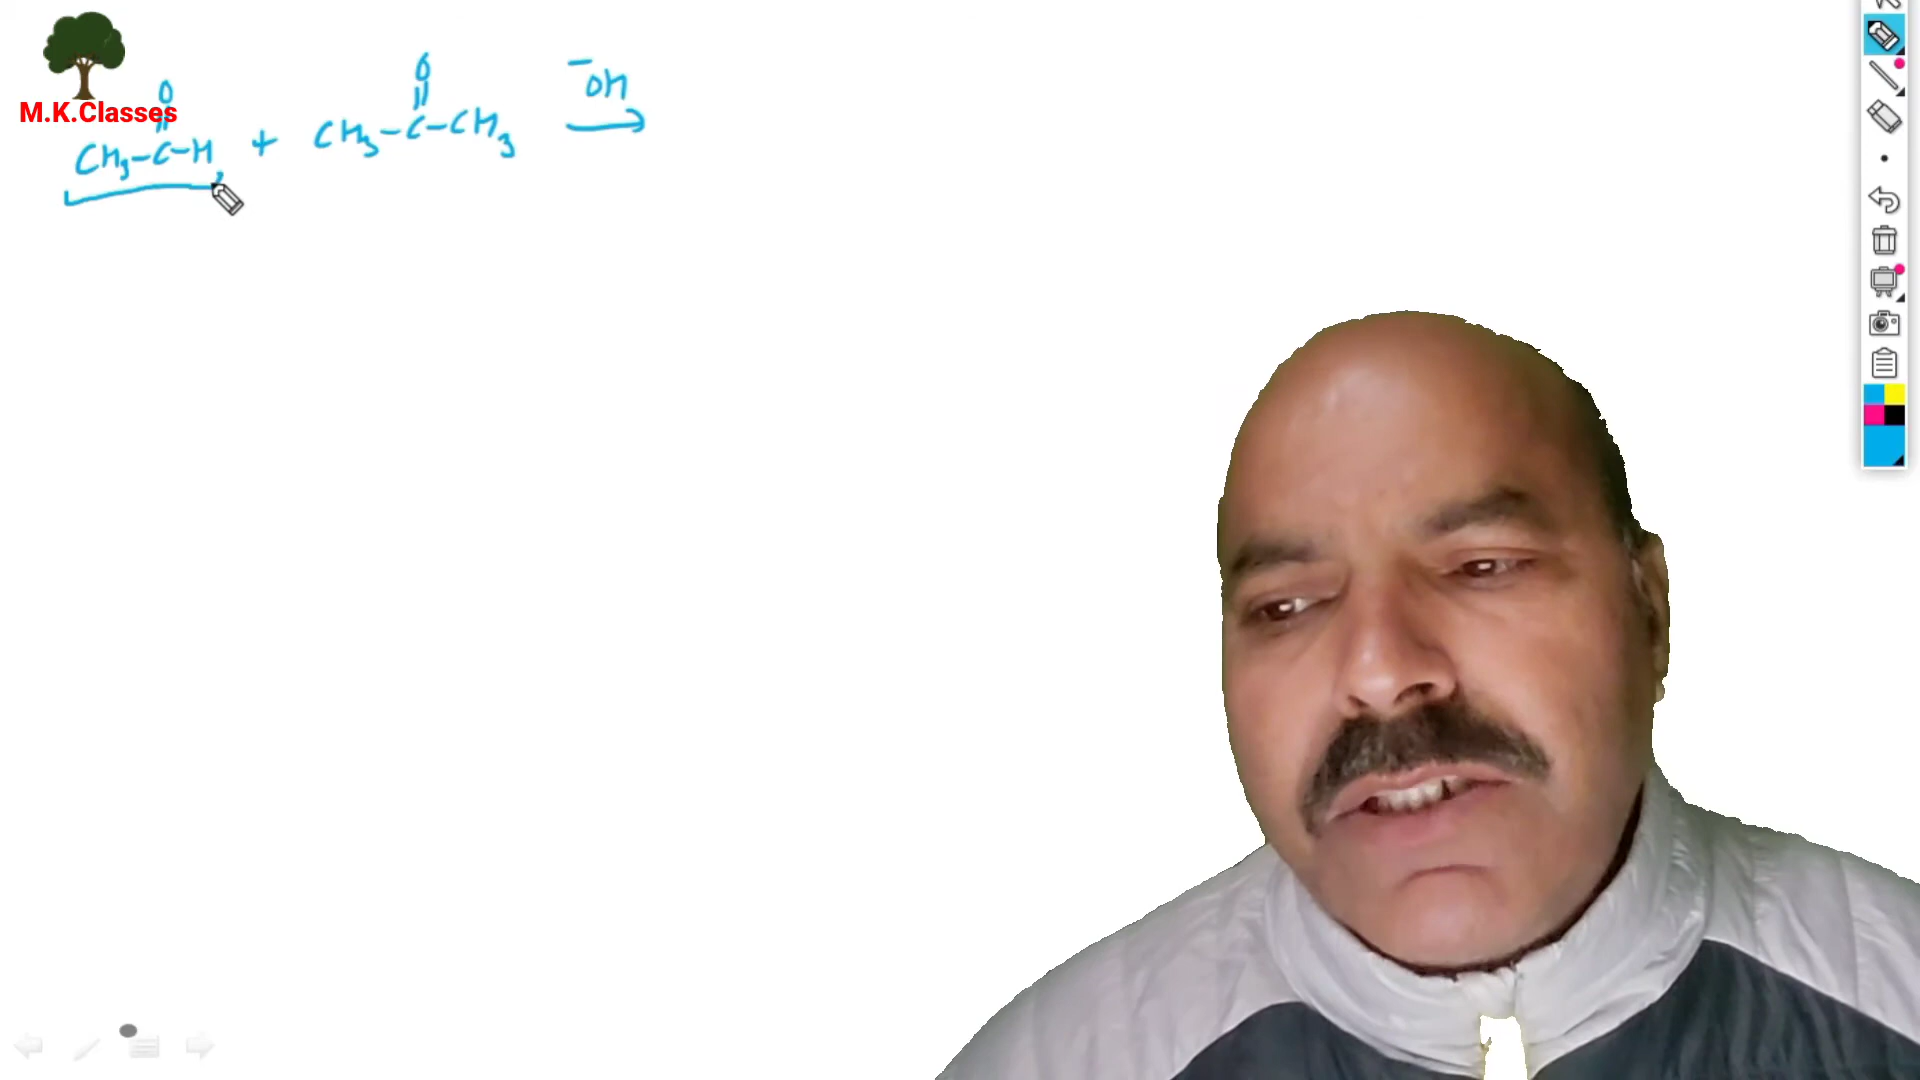 M.K.Classes
O O ⁻OH
|| ||
CH₃-C-H, + CH₃-C-CH₃ →